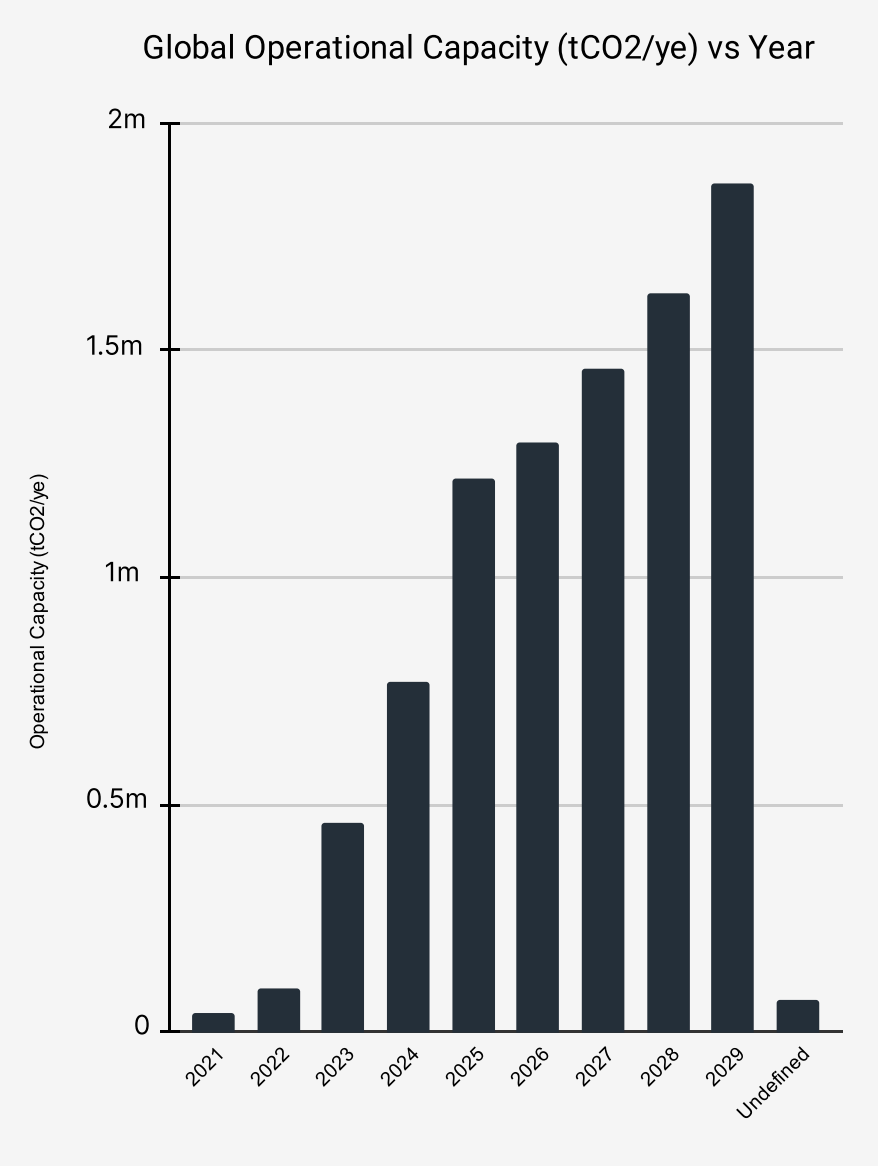 Global Operational Capacity (tCO2/ye) vs Year
2m
1.5m
1m
0.5m
0
Operational Capacity (tCO2/ye)
2021
2022
2023
2024
2025
2026
2027
2028
2029
Undefined